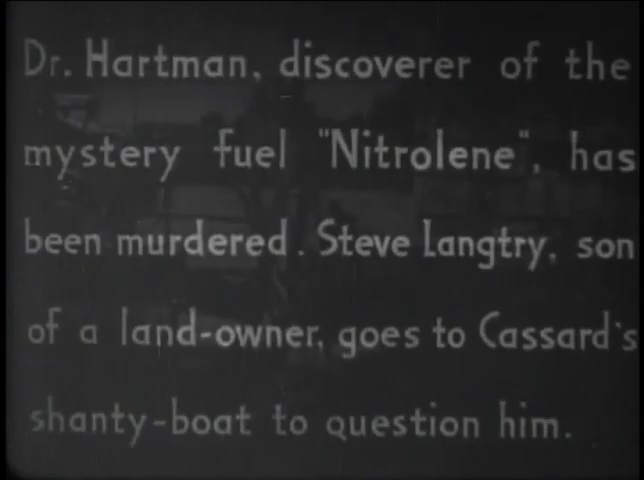 Dr. Hartman, discoverer of the
mystery fuel "Nitrolene", has
been murdered. Steve Langtry, son
of a land-owner, goes to Cassard's
shanty-boat to question him.